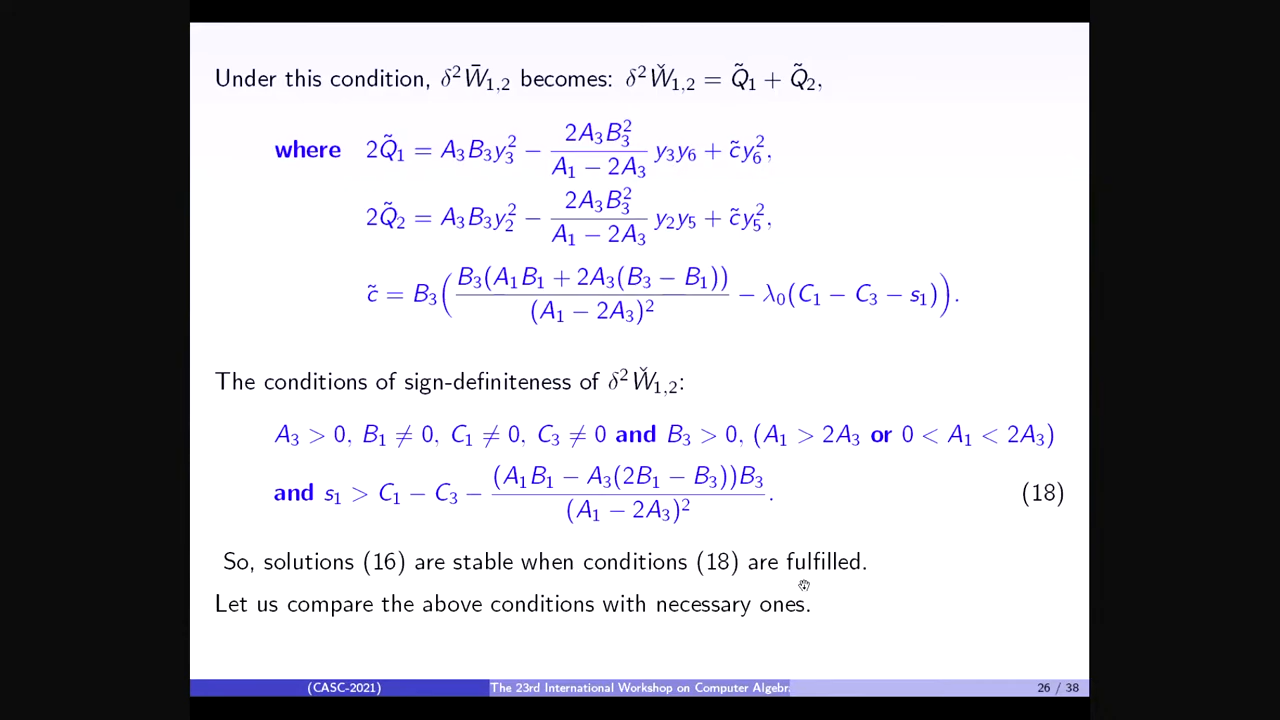 Under this condition, δ²W̄₁,₂ becomes: δ²W̌₁,₂ = Q̃₁ + Q̃₂,
where 2Q̃₁ = A₃B₃y₃² − \frac{2A₃B₃²}{A₁ − 2A₃} y₃y₆ + c̃y₆²,
2Q̃₂ = A₃B₃y₂² − \frac{2A₃B₃²}{A₁ − 2A₃} y₂y₅ + c̃y₅²,
c̃ = B₃(\frac{B₃(A₁B₁ + 2A₃(B₃ − B₁))}{(A₁ − 2A₃)²} − λ₀(C₁ − C₃ − s₁)).
The conditions of sign-definiteness of δ²W̌₁,₂:
A₃ > 0, B₁ ≠ 0, C₁ ≠ 0, C₃ ≠ 0 and B₃ > 0, (A₁ > 2A₃ or 0 < A₁ < 2A₃)
and s₁ > C₁ − C₃ − \frac{(A₁B₁ − A₃(2B₁ − B₃))B₃}{(A₁ − 2A₃)²}. (18)
So, solutions (16) are stable when conditions (18) are fulfilled.
Let us compare the above conditions with necessary ones.
(CASC-2021) The 23rd International Workshop on Computer Algebr 26 / 38